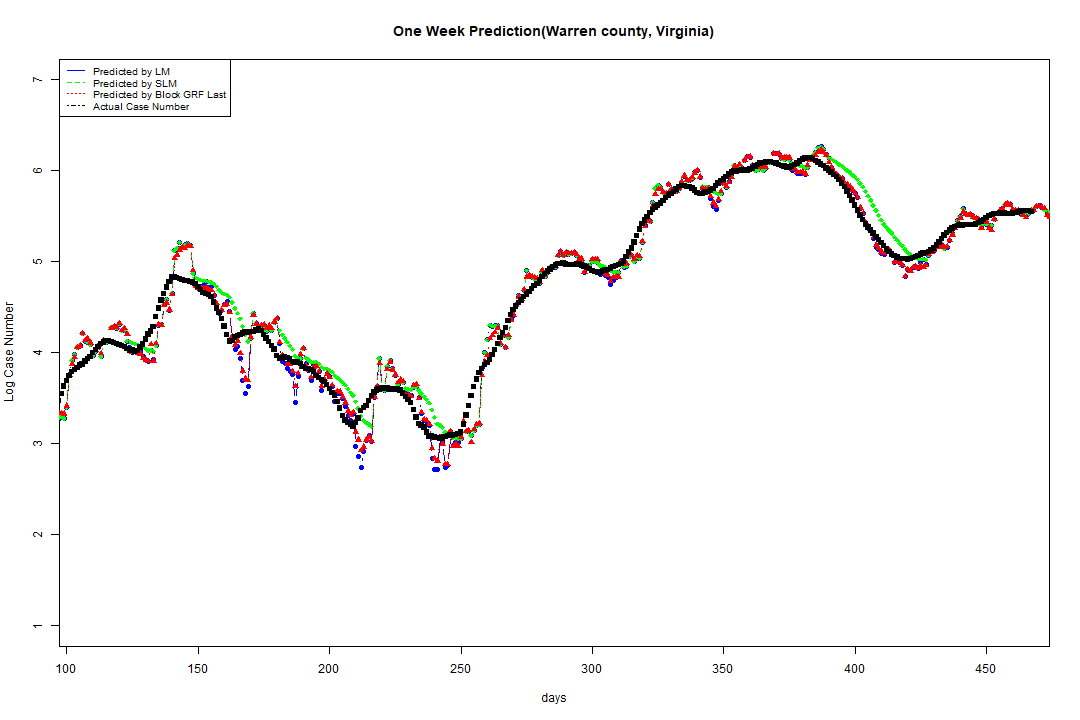 One Week Prediction(Warren county, Virginia)
Predicted by LM
Predicted by SLM
Predicted by Block GRF Last
Actual Case Number
Log Case Number
7
6
5
4
3
2
1
100 150 200 250 300 350 400 450
days